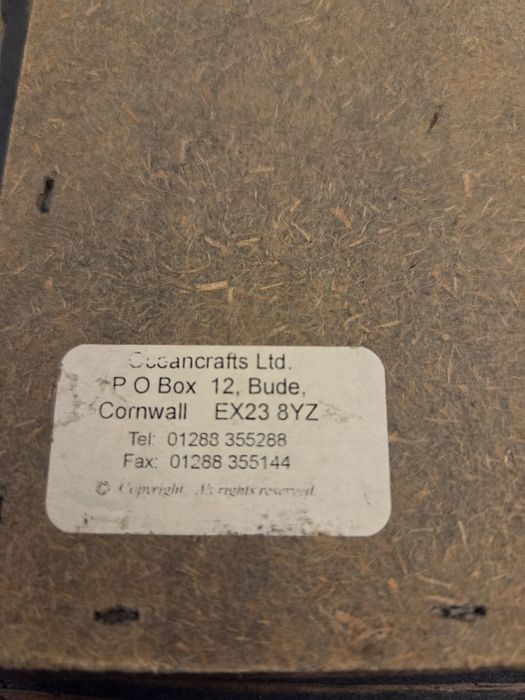 Oceancrafts Ltd.
P O Box 12, Bude,
Cornwall EX23 8YZ
Tel: 01288 355288
Fax: 01288 355144
© Copyright. All rights reserved.